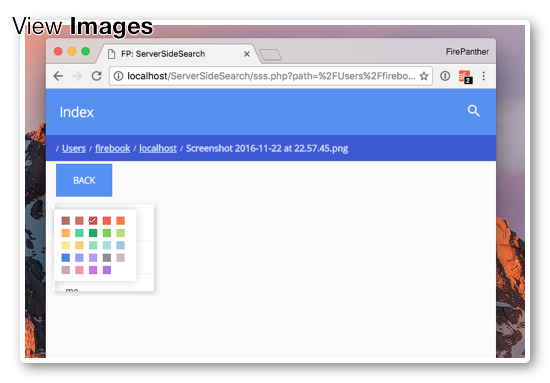 View Images
FP: ServerSideSearch
FirePanther
localhost/ServerSideSearch/sss.php?path=%2FUsers%2Ffirebo...
2
Index
/ Users / firebook / localhost / Screenshot 2016-11-22 at 22.57.45.png
BACK